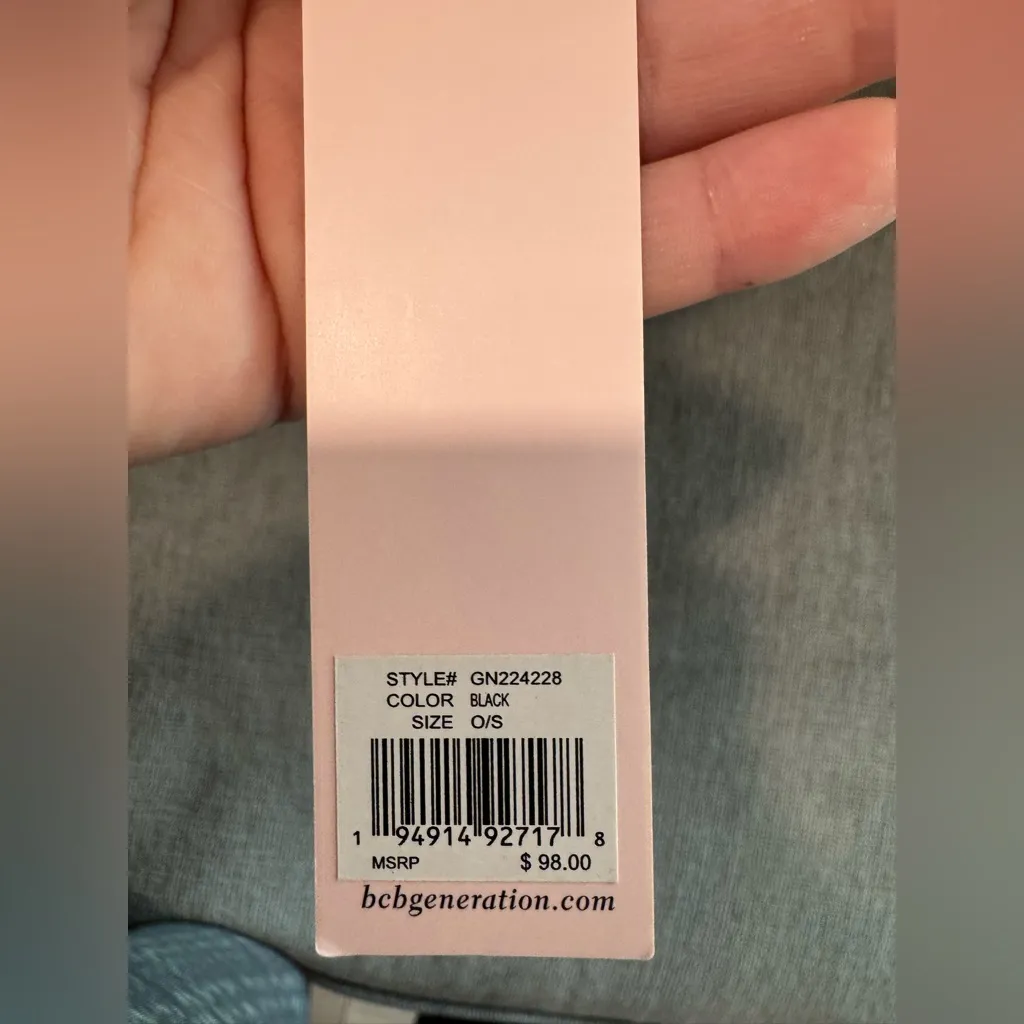 STYLE# GN224228
COLOR BLACK
SIZE O/S
1 94914 92717 8
MSRP $ 98.00
bcbgeneration.com